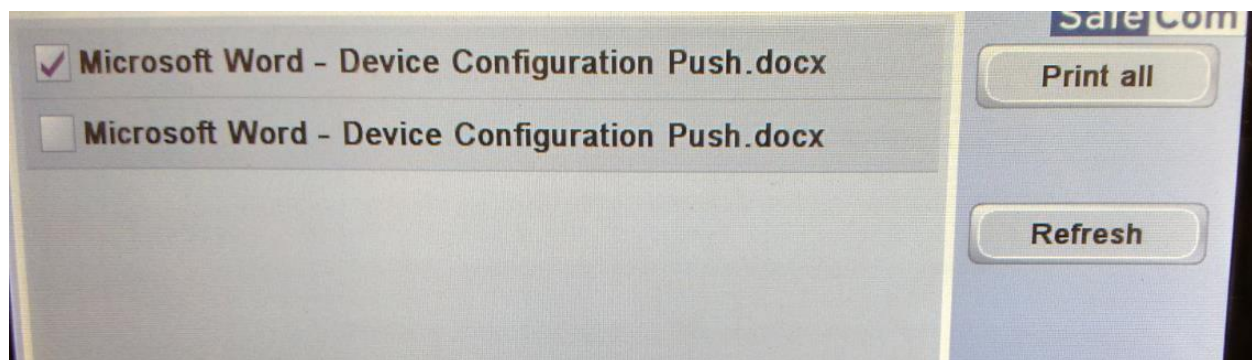 SafeCom
Microsoft Word - Device Configuration Push.docx
Print all
Microsoft Word - Device Configuration Push.docx
Refresh